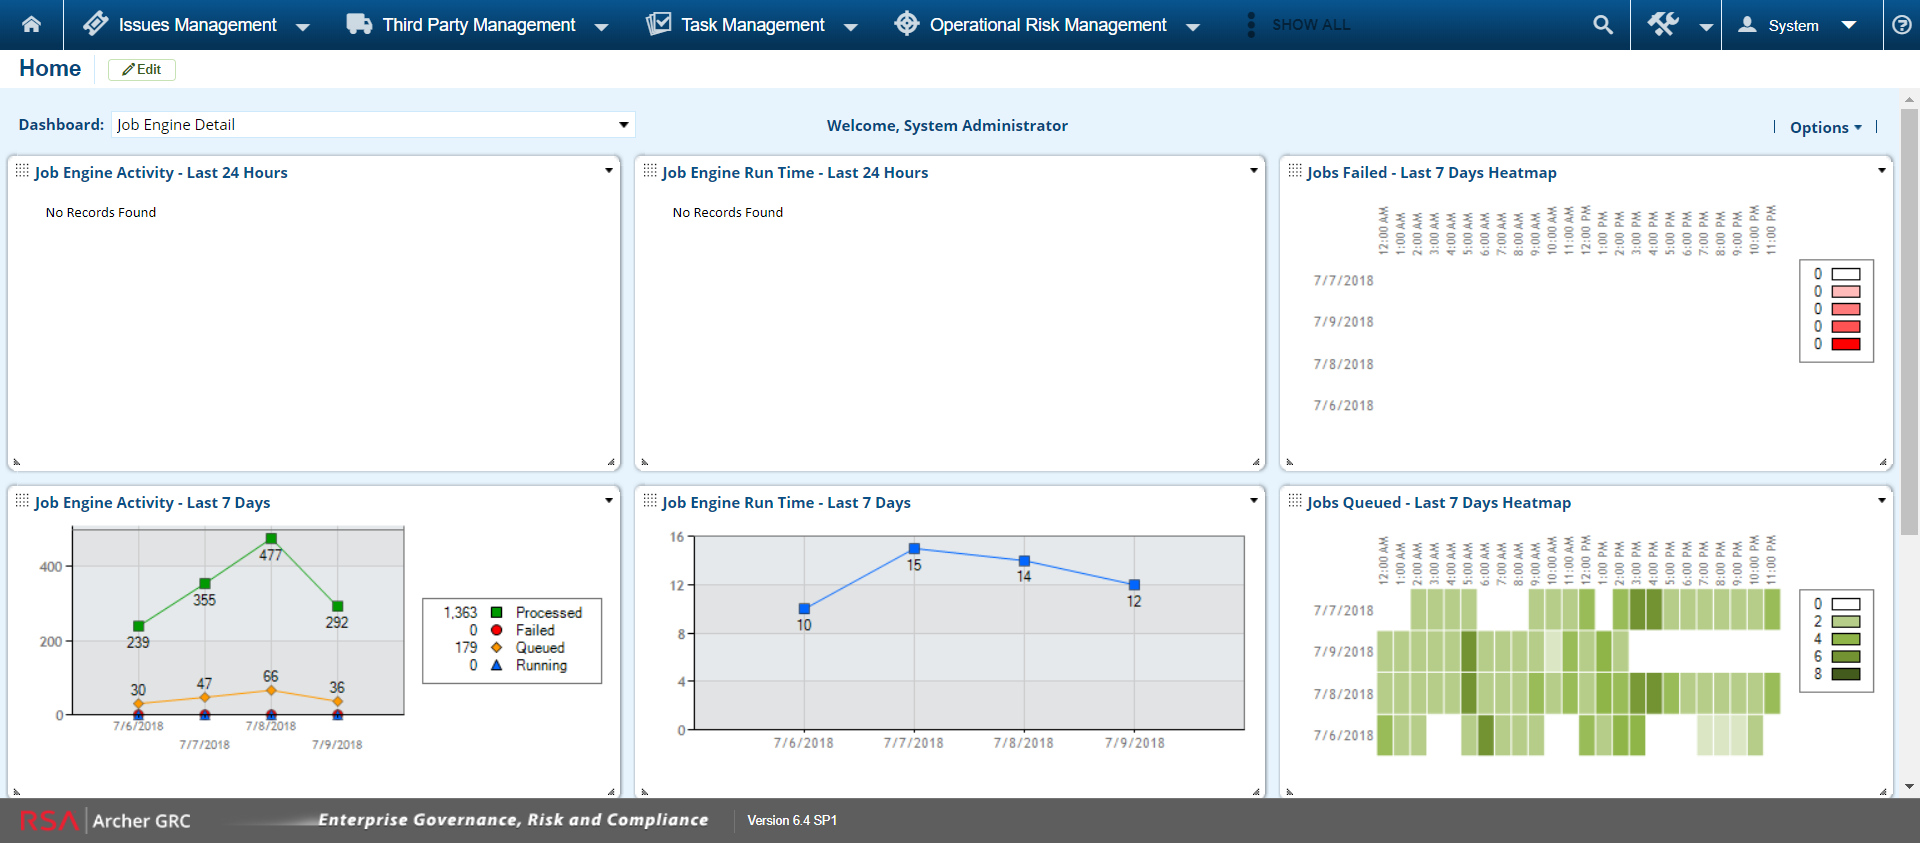 Issues Management Third Party Management Task Management Operational Risk Management SHOW ALL System
Home Edit
Dashboard: Job Engine Detail Welcome, System Administrator Options
Job Engine Activity - Last 24 Hours
No Records Found
Job Engine Run Time - Last 24 Hours
No Records Found
Jobs Failed - Last 7 Days Heatmap
12:00 AM 1:00 AM 2:00 AM 3:00 AM 4:00 AM 5:00 AM 6:00 AM 7:00 AM 8:00 AM 9:00 AM 10:00 AM 11:00 AM 12:00 PM 1:00 PM 2:00 PM 3:00 PM 4:00 PM 5:00 PM 6:00 PM 7:00 PM 8:00 PM 9:00 PM 10:00 PM 11:00 PM
7/7/2018
7/9/2018
7/8/2018
7/6/2018
0
0
0
0
0
Job Engine Activity - Last 7 Days
400
200
0
239 355 477 292
30 47 66 36
7/6/2018 7/7/2018 7/8/2018 7/9/2018
1,363 Processed
0 Failed
179 Queued
0 Running
Job Engine Run Time - Last 7 Days
16
12
8
4
0
10 15 14 12
7/6/2018 7/7/2018 7/8/2018 7/9/2018
Jobs Queued - Last 7 Days Heatmap
12:00 AM 1:00 AM 2:00 AM 3:00 AM 4:00 AM 5:00 AM 6:00 AM 7:00 AM 8:00 AM 9:00 AM 10:00 AM 11:00 AM 12:00 PM 1:00 PM 2:00 PM 3:00 PM 4:00 PM 5:00 PM 6:00 PM 7:00 PM 8:00 PM 9:00 PM 10:00 PM 11:00 PM
7/7/2018
7/9/2018
7/8/2018
7/6/2018
0
2
4
6
8
RSA Archer GRC Enterprise Governance, Risk and Compliance Version 6.4 SP1